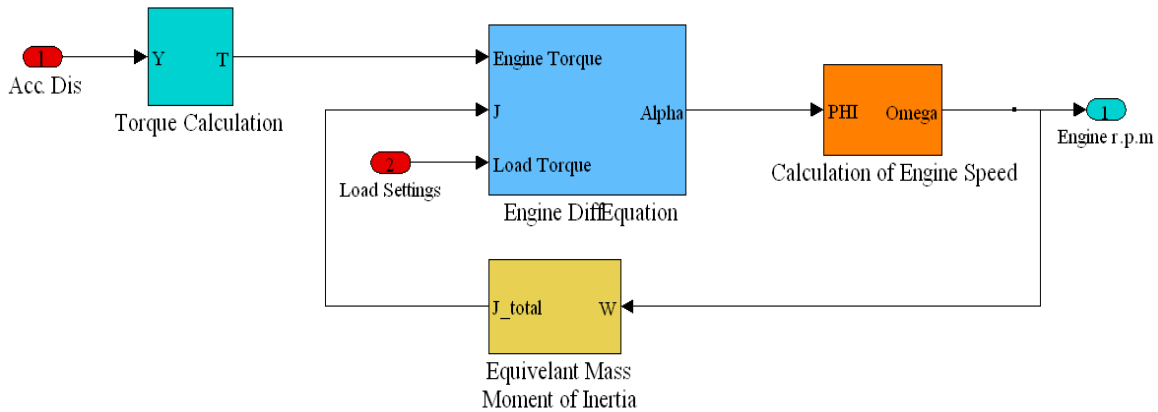 1
Acc. Dis
Y T
Torque Calculation
Engine Torque
J
Load Torque
Alpha
Engine DiffEquation
2
Load Settings
PHI Omega
Calculation of Engine Speed
1
Engine r.p.m
J_total W
Equivelant Mass
Moment of Inertia